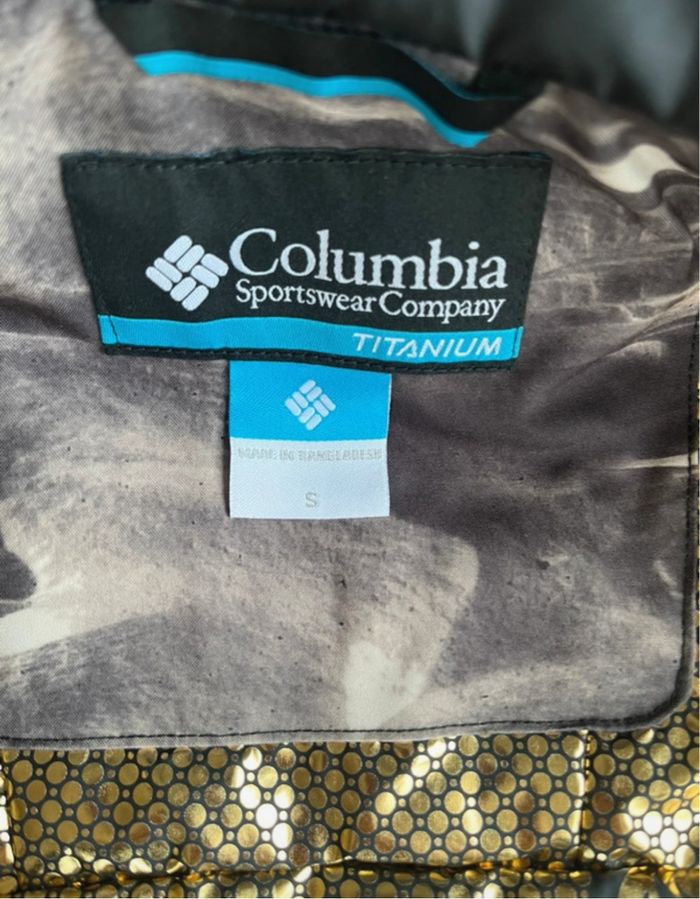 Columbia
Sportswear Company
TITANIUM
MADE IN BANGLADESH
S